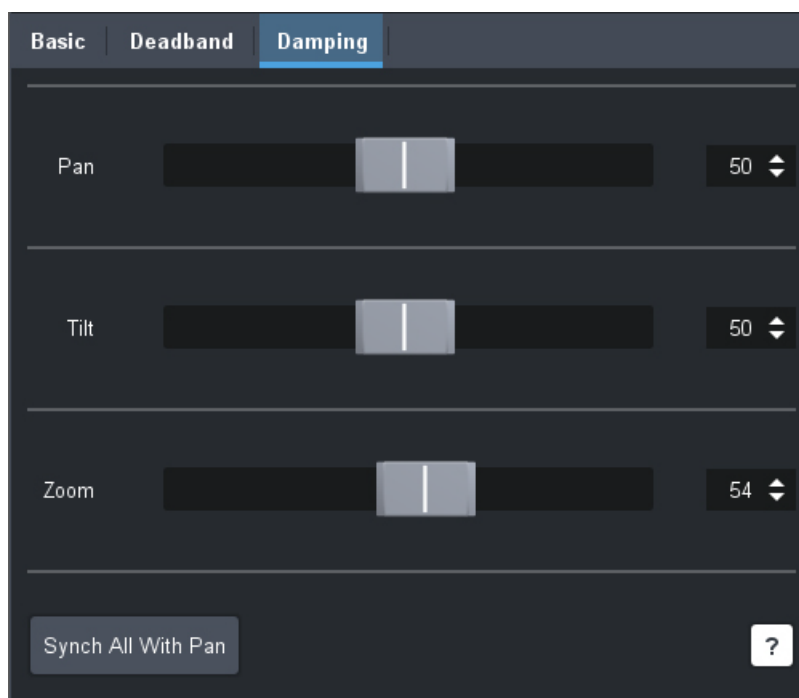 Basic Deadband Damping
Pan 50
Tilt 50
Zoom 54
Synch All With Pan ?